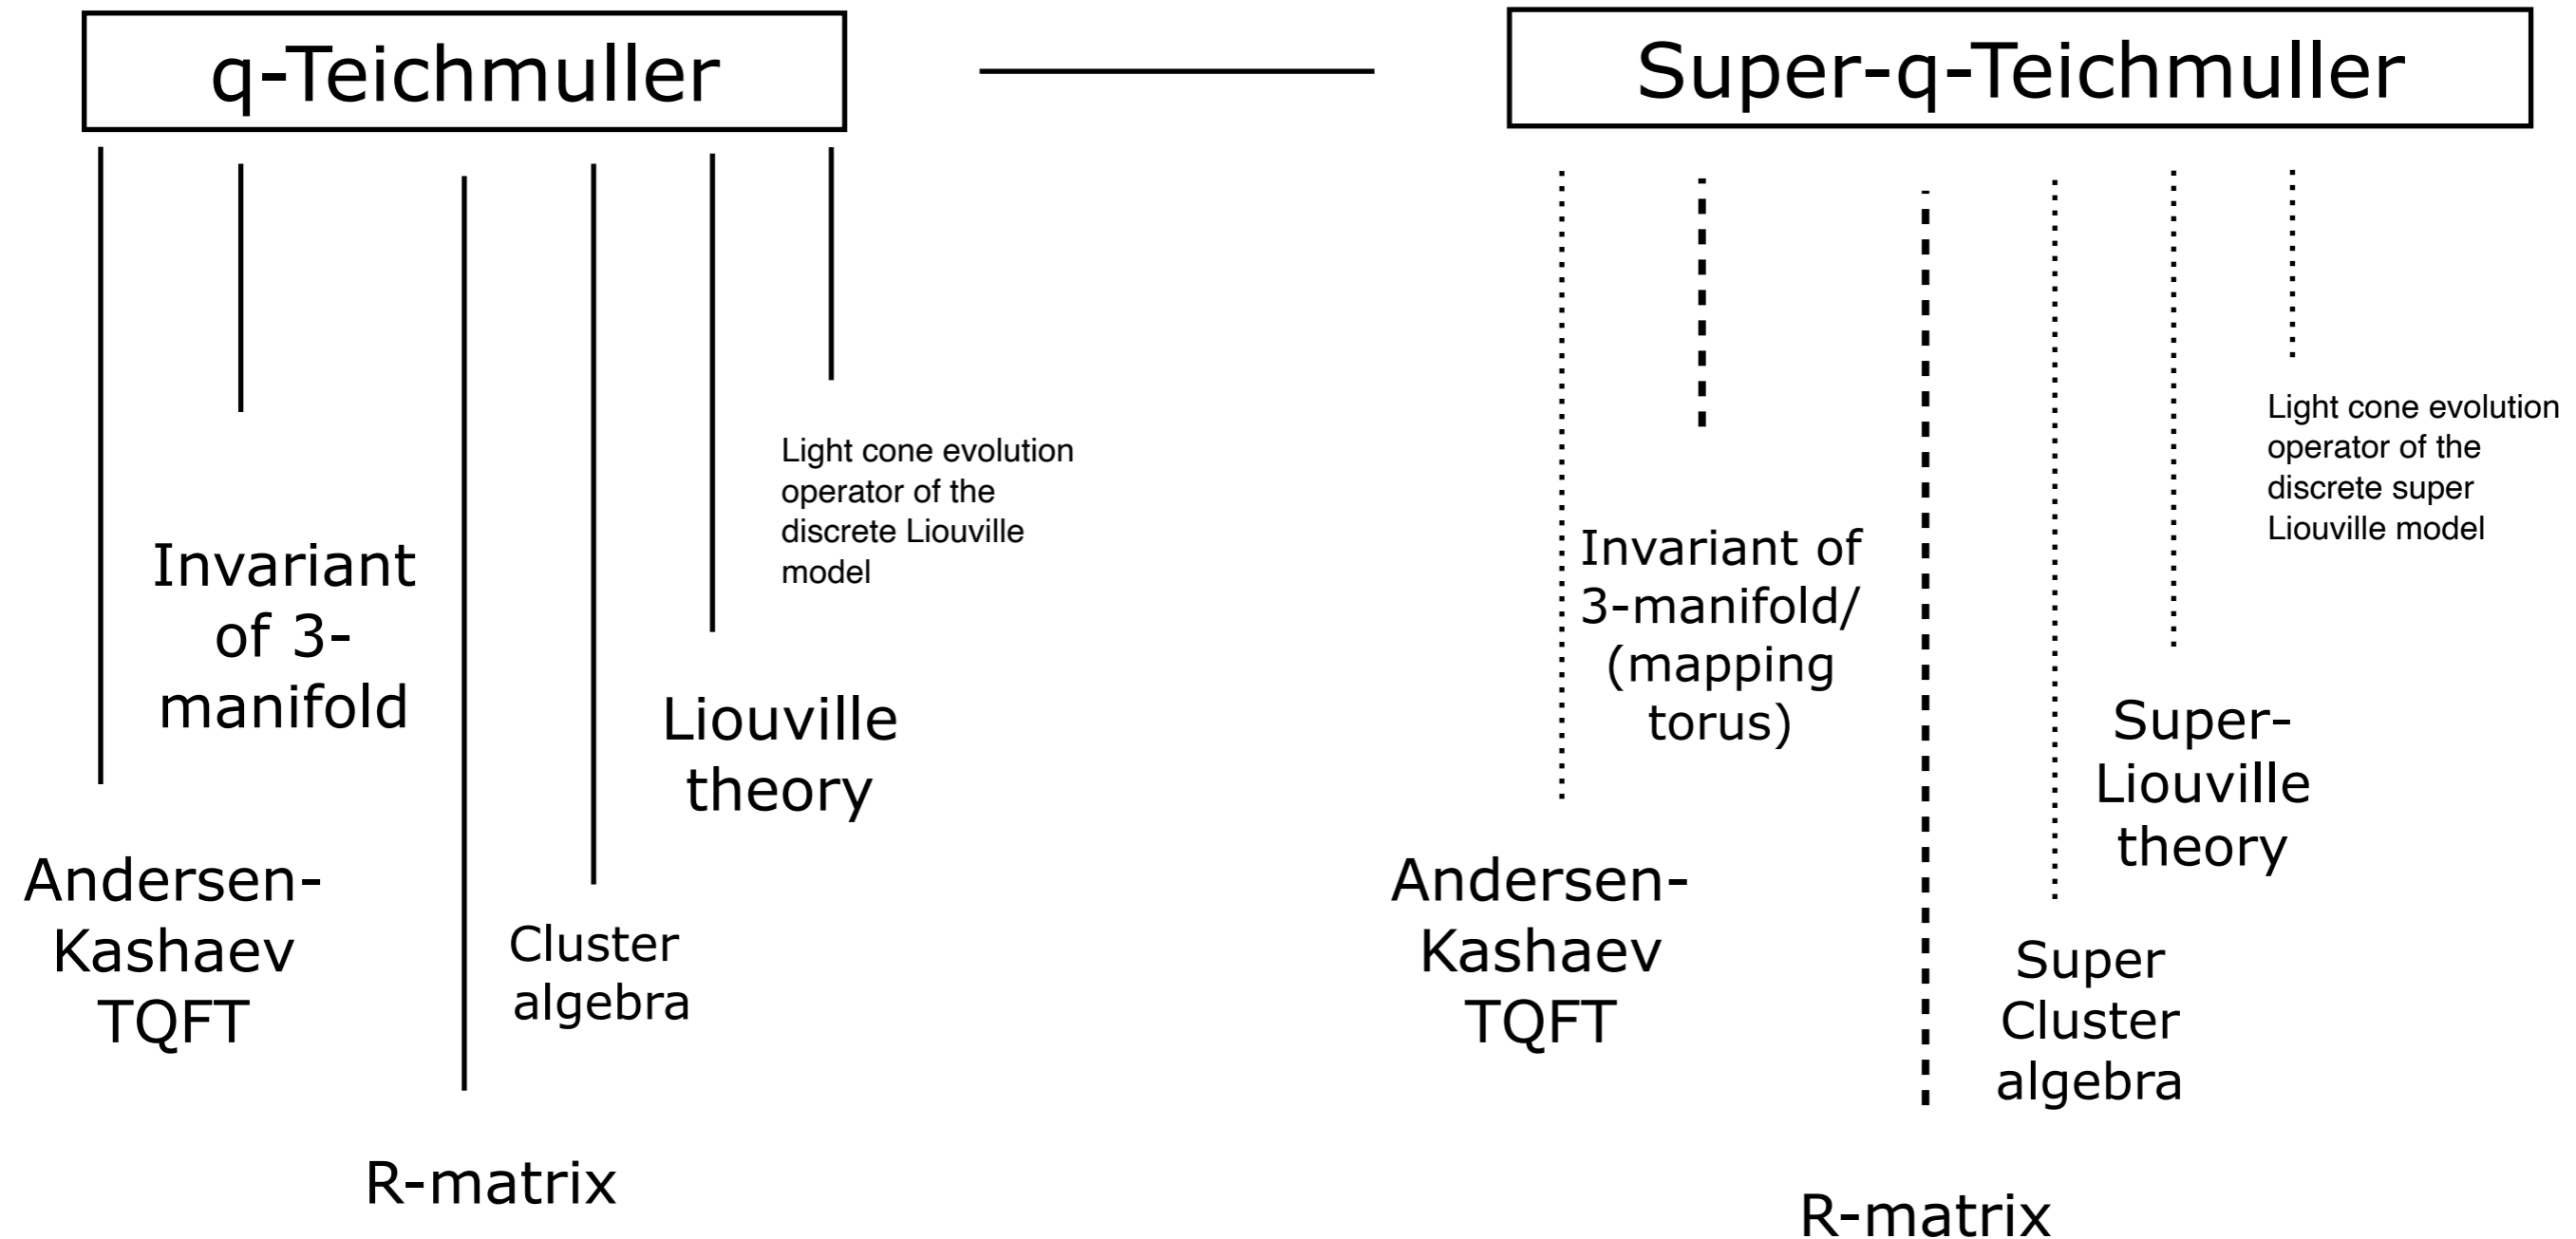 q-Teichmuller
Super-q-Teichmuller
Light cone evolution
operator of the
discrete Liouville
model
Invariant
of 3-
manifold
Liouville
theory
Andersen-
Kashaev
TQFT
Cluster
algebra
R-matrix
Light cone evolution
operator of the
discrete super
Liouville model
Invariant of
3-manifold/
(mapping
torus)
Super-
Liouville
theory
Andersen-
Kashaev
TQFT
Super
Cluster
algebra
R-matrix